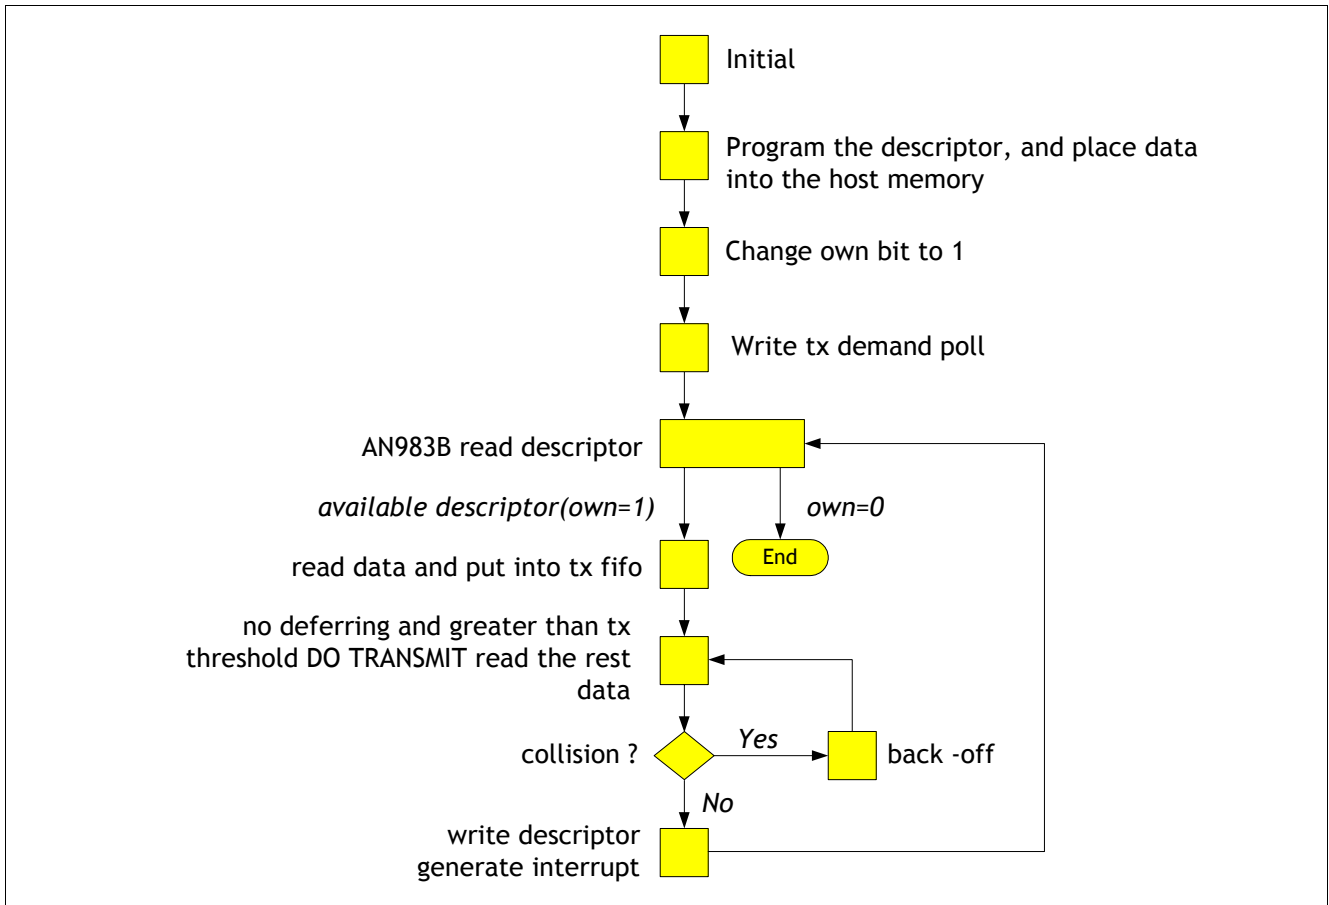 Initial
Program the descriptor, and place data
into the host memory
Change own bit to 1
Write tx demand poll
AN983B read descriptor
available descriptor(own=1)
own=0
End
read data and put into tx fifo
no deferring and greater than tx
threshold DO TRANSMIT read the rest
data
collision ?
Yes
back -off
No
write descriptor
generate interrupt